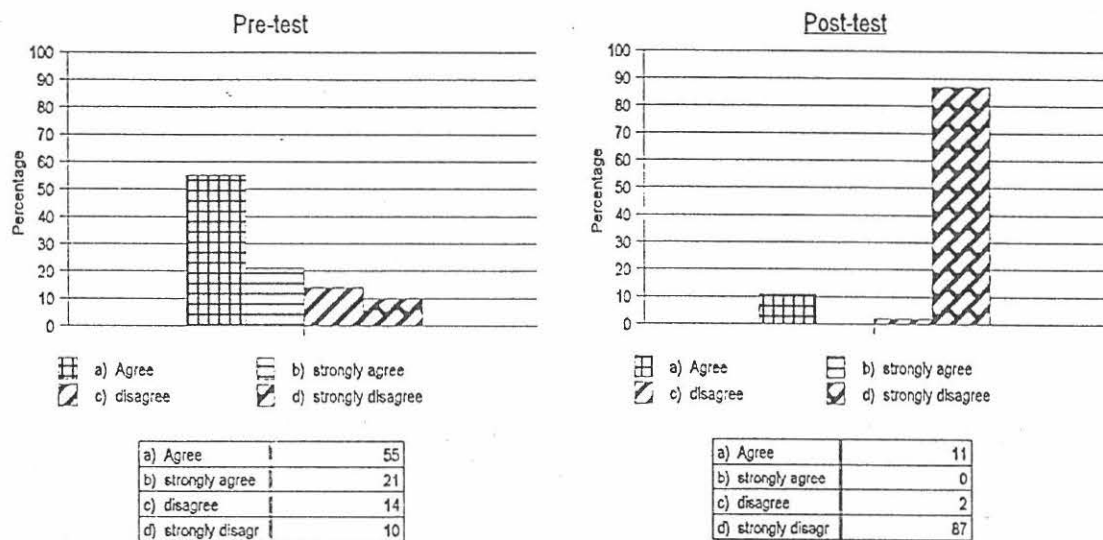 Pre-test
100
90
80
70
60
50
40
30
20
10
0
Percentage
a) Agree
b) strongly agree
c) disagree
d) strongly disagree
a) Agree 55
b) strongly agree 21
c) disagree 14
d) strongly disagr 10
Post-test
100
90
80
70
60
50
40
30
20
10
0
Percentage
a) Agree
b) strongly agree
c) disagree
d) strongly disagree
a) Agree 11
b) strongly agree 0
c) disagree 2
d) strongly disagr 87